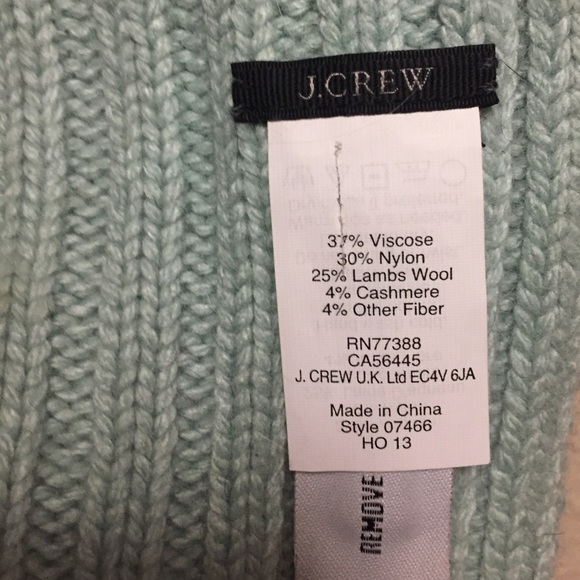 J.CREW
37% Viscose
30% Nylon
25% Lambs Wool
4% Cashmere
4% Other Fiber
RN77388
CA56445
J. CREW U.K. Ltd EC4V 6JA
Made in China
Style 07466
HO 13
REMOVE